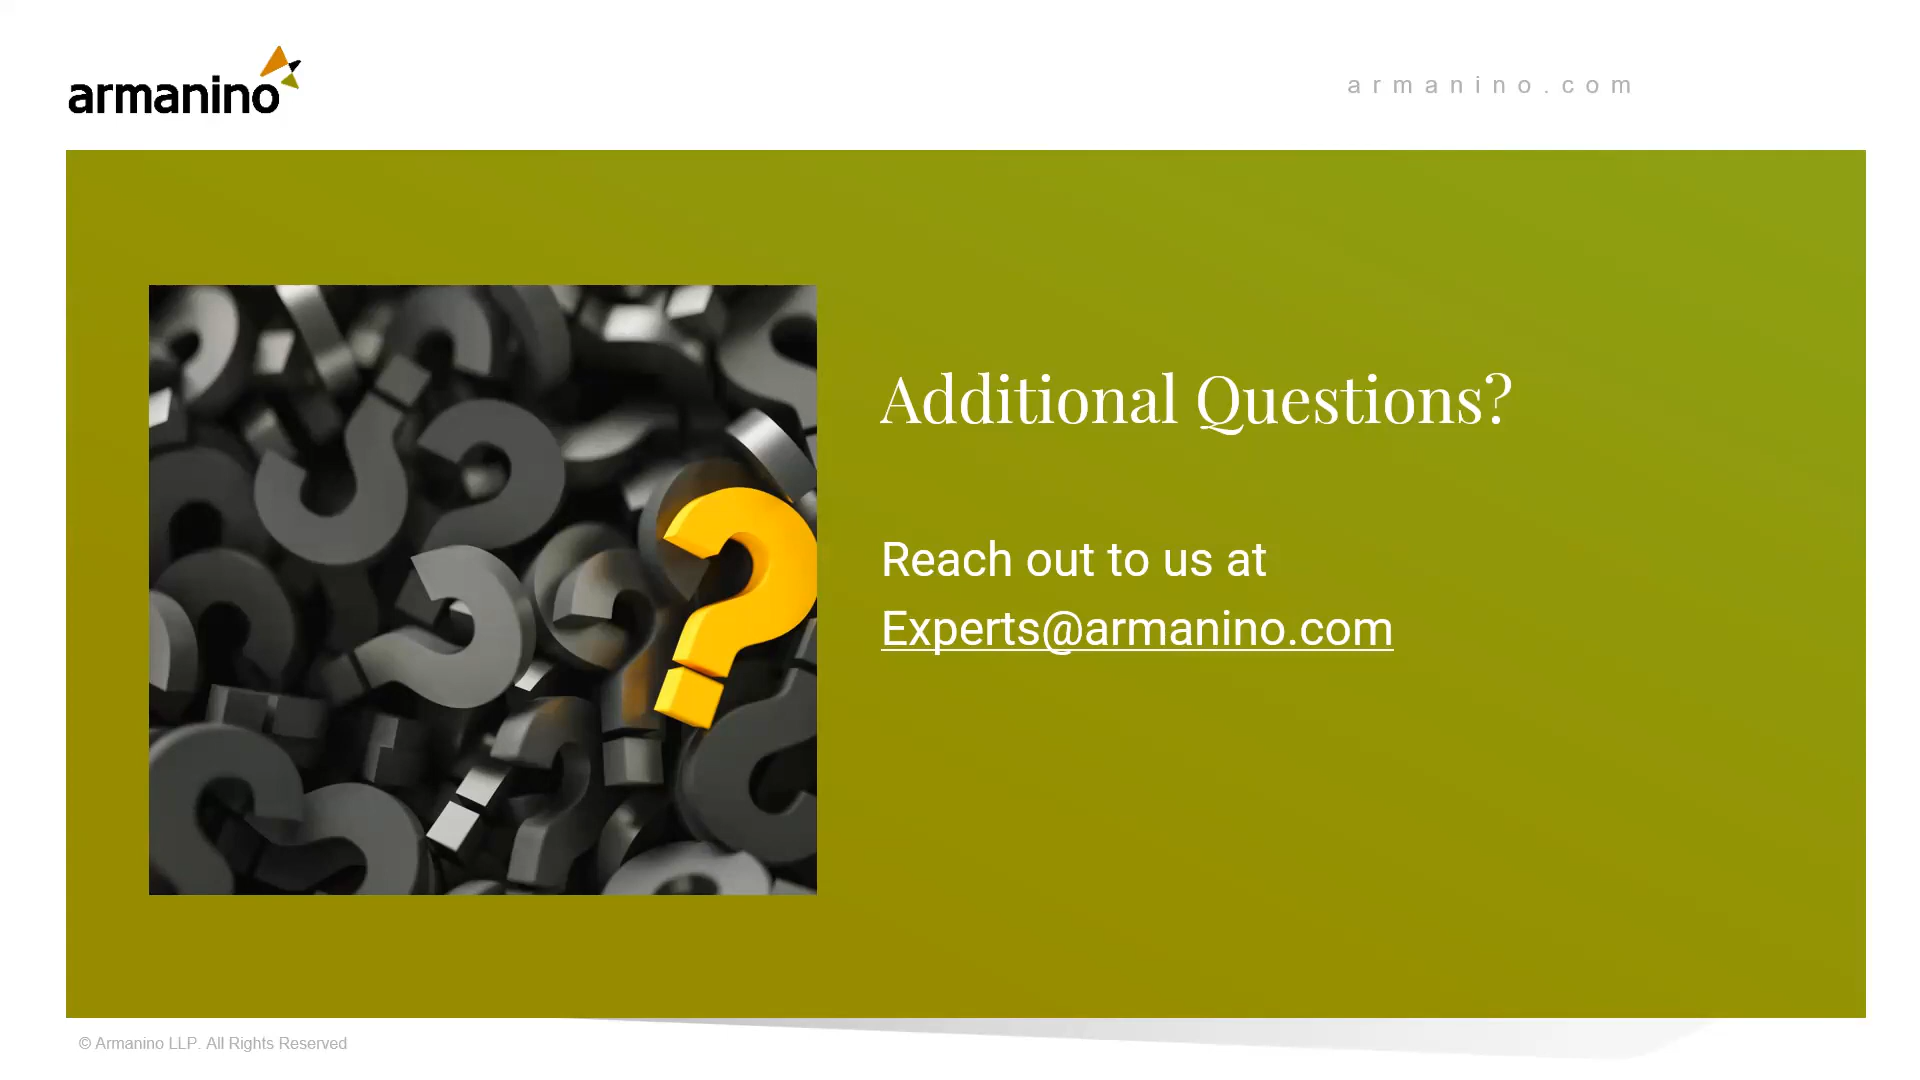 armanino
armanino.com
Additional Questions?
Reach out to us at
Experts@armanino.com
© Armanino LLP. All Rights Reserved